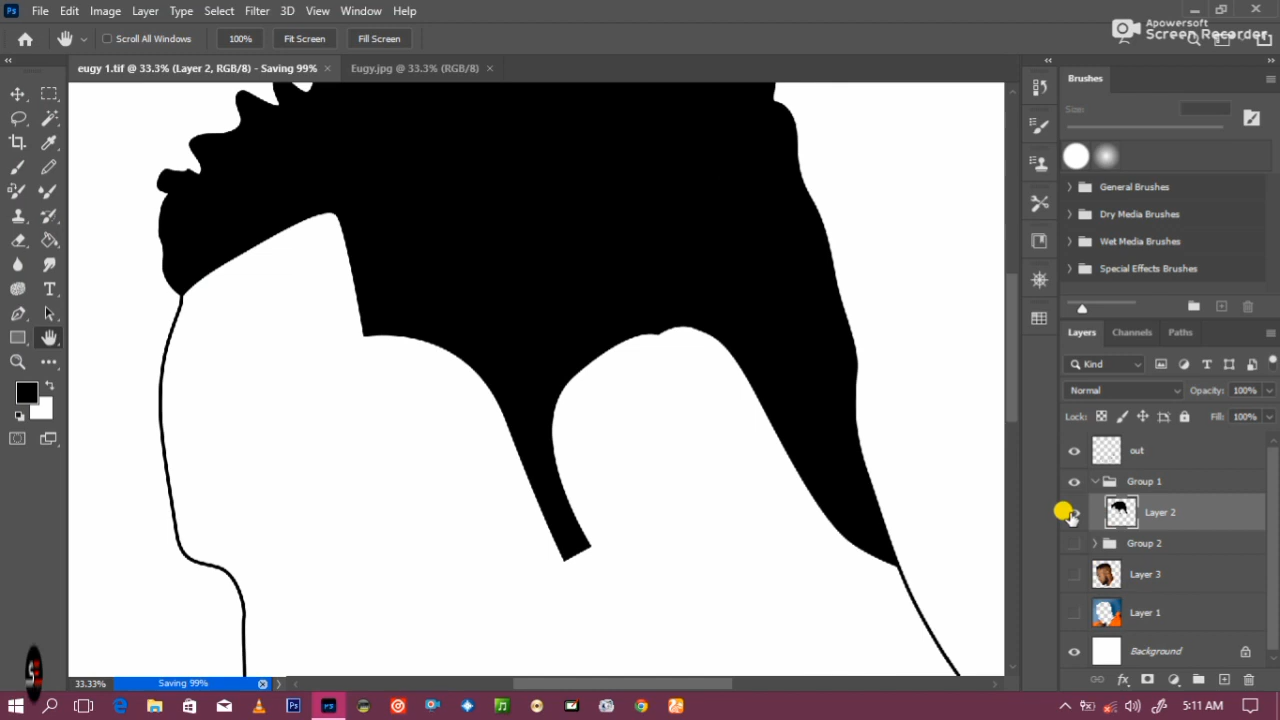 Ps File Edit Image Layer Type Select Filter 3D View Window Help
Apowersoft
Screen Recorder
Scroll All Windows 100% Fit Screen Fill Screen
eugy 1.tif @ 33.3% (Layer 2, RGB/8) - Saving 99% × Eugy.jpg @ 33.3% (RGB/8) ×
Brushes
Size:
General Brushes
Dry Media Brushes
Wet Media Brushes
Special Effects Brushes
Layers Channels Paths
Kind
Normal Opacity: 100%
Lock: Fill: 100%
out
Group 1
Layer 2
Group 2
Layer 3
Layer 1
Background
33.33% Saving 99%
5:11 AM